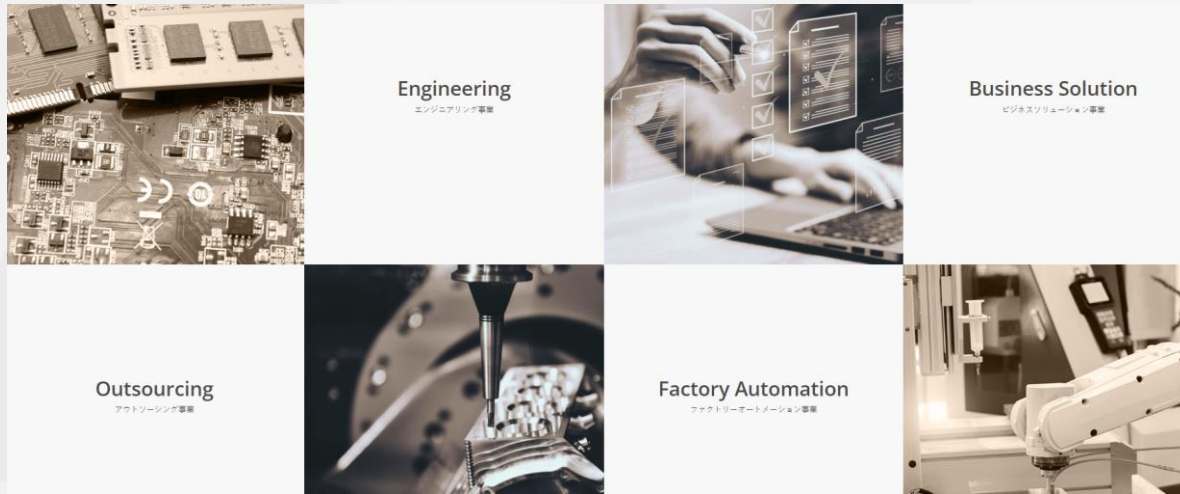 Engineering
エンジニアリング事業
Business Solution
ビジネスソリューション事業
CE
10
Outsourcing
アウトソーシング事業
Factory Automation
ファクトリーオートメーション事業